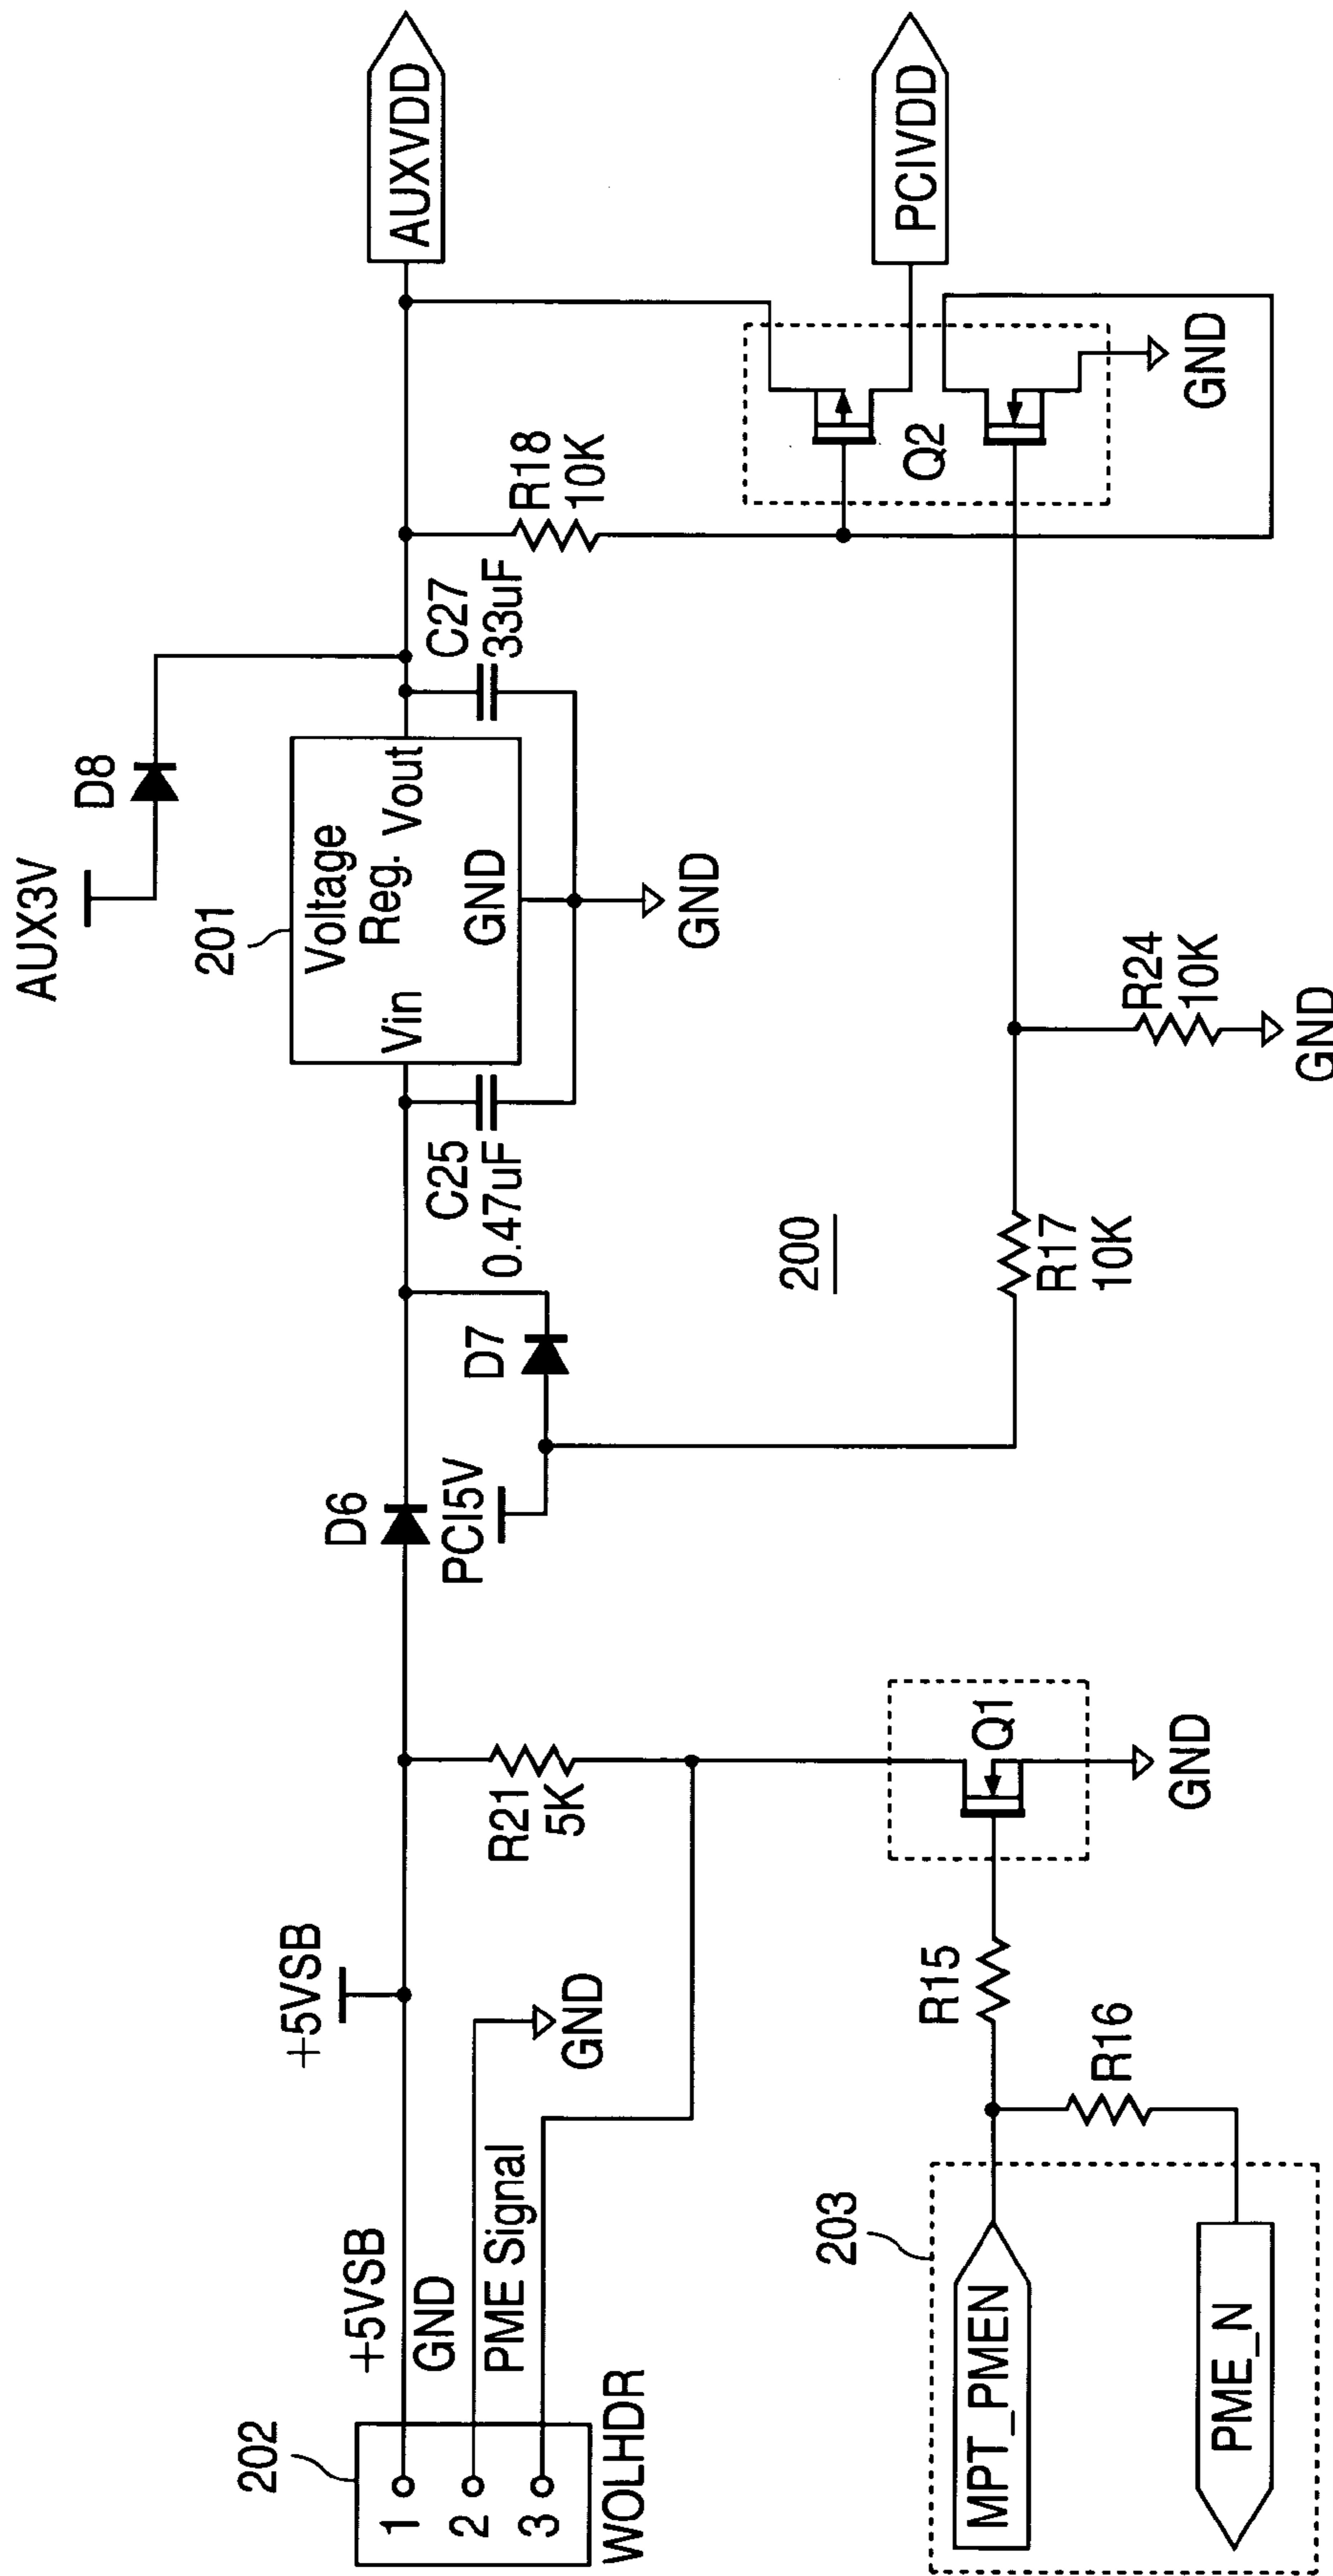 202
1
2
3
WOLHDR
+5VSB
GND
PME Signal
GND
+5VSB
R21
5K
203
MPT_PMEN
PME_N
R15
R16
Q1
GND
D6
PCI5V
D7
C25
0.47uF
201
Voltage
Reg.
Vin
Vout
GND
GND
AUX3V
D8
C27
33uF
R18
10K
200
R17
10K
R24
10K
GND
Q2
GND
AUXVDD
PCIVDD